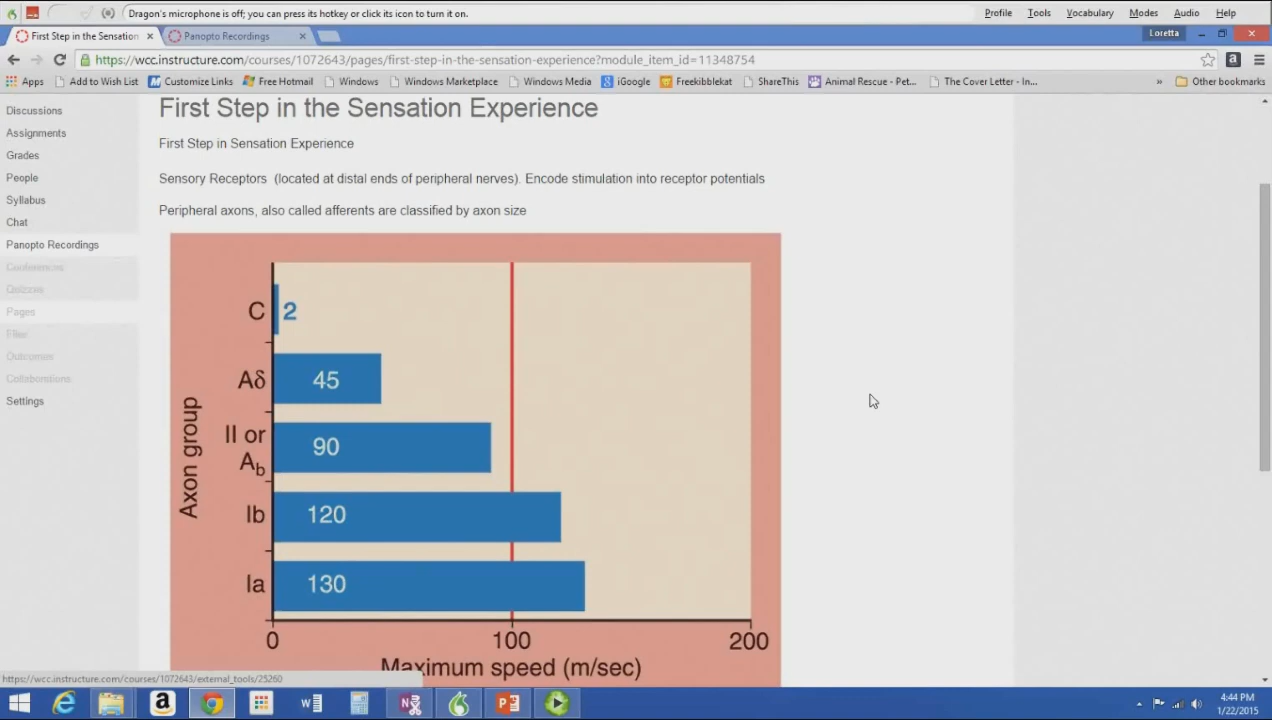 Dragon's microphone is off; you can press its hotkey or click its icon to turn it on.
Profile Tools Vocabulary Modes Audio Help
First Step in the Sensation × Panopto Recordings ×
Loretta
https://wcc.instructure.com/courses/1072643/pages/first-step-in-the-sensation-experience?module_item_id=11348754
Apps Add to Wish List Customize Links Free Hotmail Windows Windows Marketplace Windows Media iGoogle Freekibblekat ShareThis Animal Rescue - Pet... The Cover Letter - In... » Other bookmarks
First Step in the Sensation Experience
First Step in Sensation Experience
Sensory Receptors (located at distal ends of peripheral nerves). Encode stimulation into receptor potentials
Peripheral axons, also called afferents are classified by axon size
Discussions
Assignments
Grades
People
Syllabus
Chat
Panopto Recordings
Conferences
Quizzes
Pages
Files
Outcomes
Collaborations
Settings
Axon group
C 2
Aδ 45
II or
Ab
90
Ib 120
Ia 130
0 100 200
Maximum speed (m/sec)
https://wcc.instructure.com/courses/1072643/external_tools/25260
4:44 PM
1/22/2015